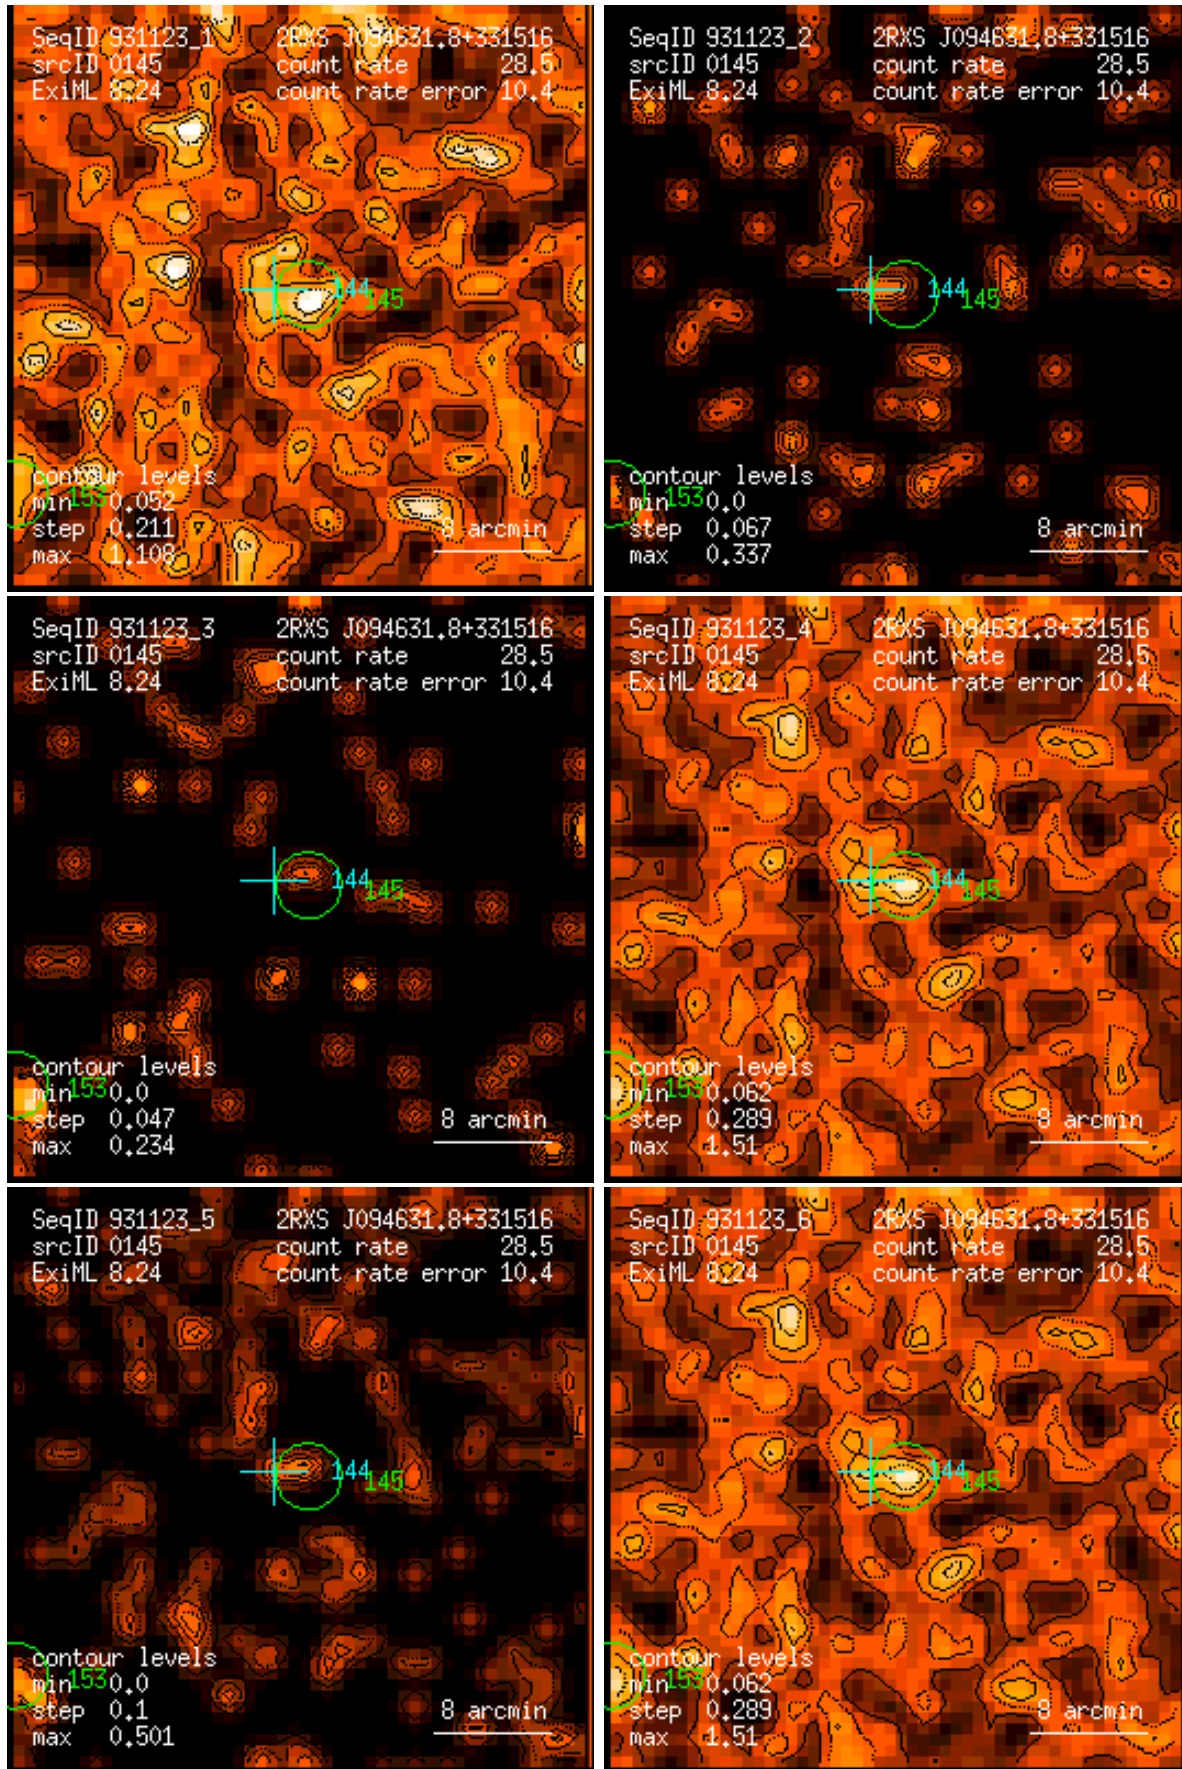 SeqID 931123_1 2RXS J094631.8+331516
srcID 0145 count rate 28.5
ExiML 8.24 count rate error 10.4
144
145
contour levels
min 0.052
153
step 0.211 8 arcmin
max 1.108
SeqID 931123_2 2RXS J094631.8+331516
srcID 0145 count rate 28.5
ExiML 8.24 count rate error 10.4
144
145
contour levels
min 0.0
153
step 0.067 8 arcmin
max 0.337
SeqID 931123_3 2RXS J094631.8+331516
srcID 0145 count rate 28.5
ExiML 8.24 count rate error 10.4
144
145
contour levels
min 0.0
153
step 0.047 8 arcmin
max 0.234
SeqID 931123_4 2RXS J094631.8+331516
srcID 0145 count rate 28.5
ExiML 8.24 count rate error 10.4
144
145
contour levels
min 0.062
153
step 0.289 8 arcmin
max 1.51
SeqID 931123_5 2RXS J094631.8+331516
srcID 0145 count rate 28.5
ExiML 8.24 count rate error 10.4
144
145
contour levels
min 0.0
153
step 0.1 8 arcmin
max 0.501
SeqID 931123_6 2RXS J094631.8+331516
srcID 0145 count rate 28.5
ExiML 8.24 count rate error 10.4
144
145
contour levels
min 0.062
153
step 0.289 8 arcmin
max 1.51